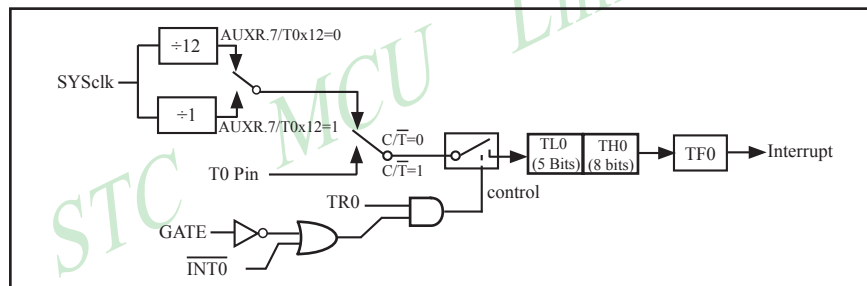 ÷12
AUXR.7/T0x12=0
SYSclk
÷1
AUXR.7/T0x12=1
C/T̅=0
C/T̅=1
T0 Pin
TL0
(5 Bits)
TH0
(8 bits)
TF0
Interrupt
control
TR0
GATE
I̅N̅T̅0̅
STC MCU Lim